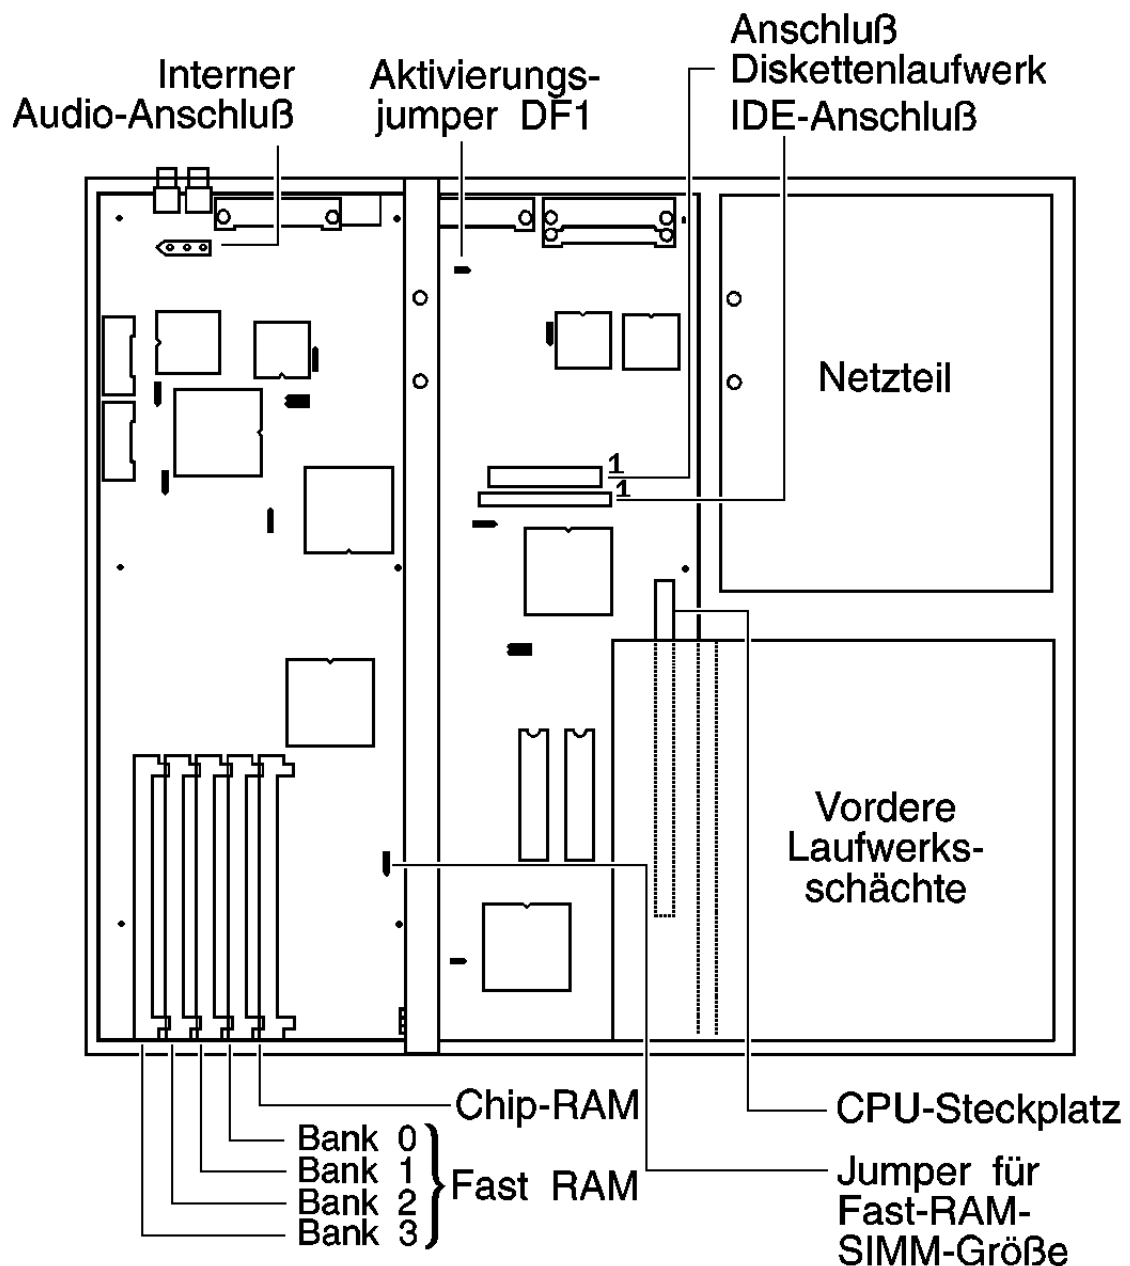 Interner
Audio-Anschluß
Aktivierungs-
jumper DF1
Anschluß
Diskettenlaufwerk
IDE-Anschluß
Netzteil
1
1
Vordere
Laufwerks-
schächte
Chip-RAM
Bank 0
Bank 1
Bank 2
Bank 3
Fast RAM
CPU-Steckplatz
Jumper für
Fast-RAM-
SIMM-Größe